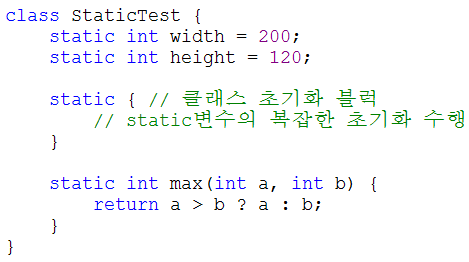 class StaticTest {
    static int width = 200;
    static int height = 120;

    static { // 클래스 초기화 블럭
        // static변수의 복잡한 초기화 수행
    }

    static int max(int a, int b) {
        return a > b ? a : b;
    }
}